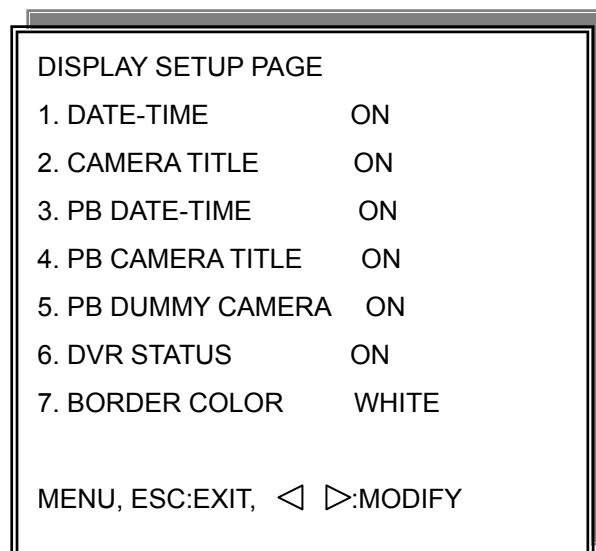 DISPLAY SETUP PAGE
1. DATE-TIME ON
2. CAMERA TITLE ON
3. PB DATE-TIME ON
4. PB CAMERA TITLE ON
5. PB DUMMY CAMERA ON
6. DVR STATUS ON
7. BORDER COLOR WHITE
MENU, ESC:EXIT, ◁ ▷:MODIFY